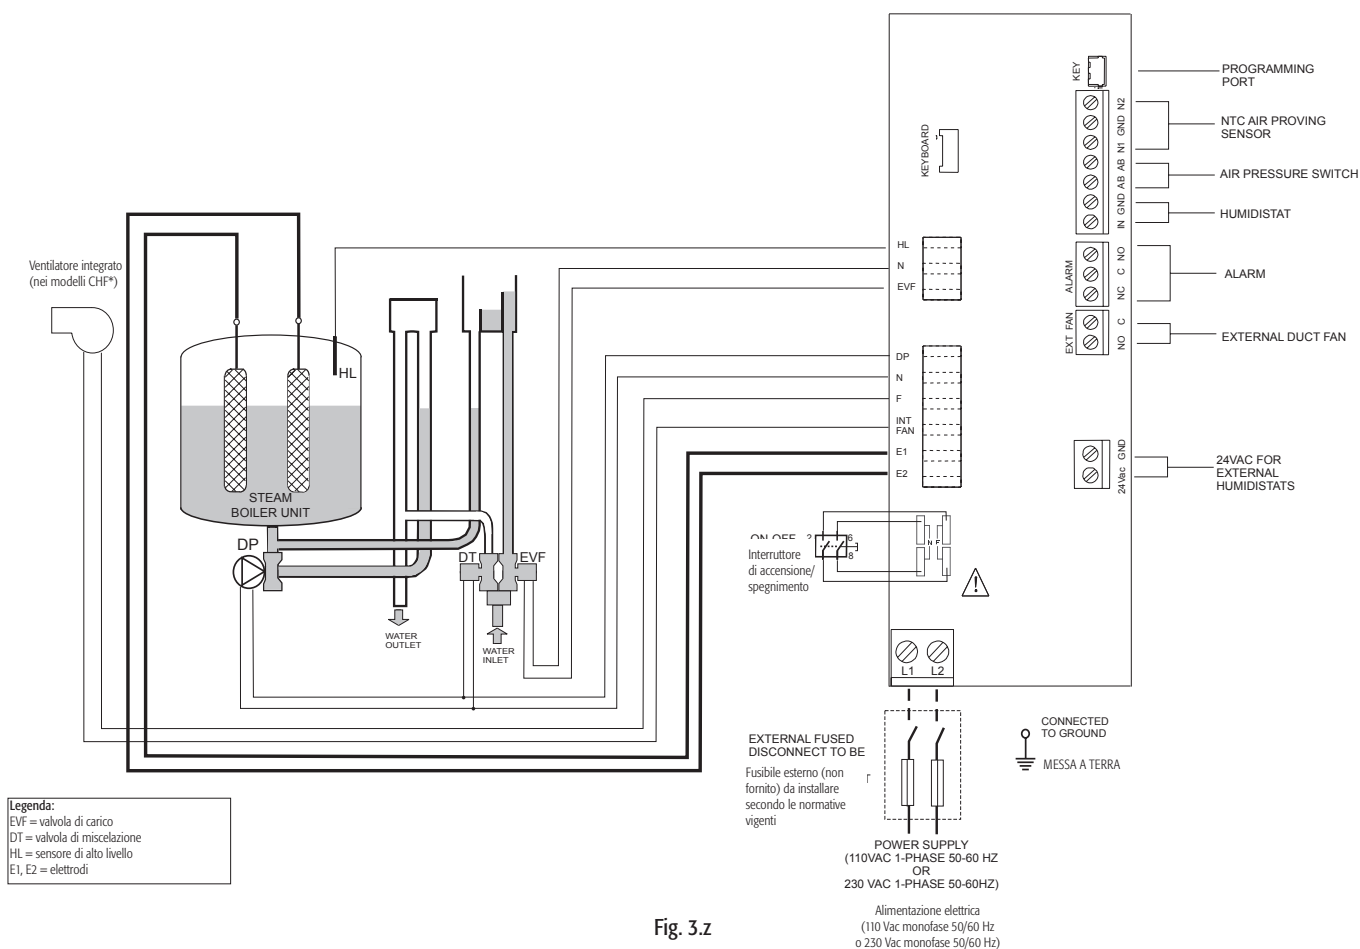 KEY
PROGRAMMING
PORT
N2
GND
N1
NTC AIR PROVING
SENSOR
KEYBOARD
AB
AB
AIR PRESSURE SWITCH
GND
IN
HUMIDISTAT
Ventilatore integrato
(nei modelli CHF*)
HL
N
EVF
ALARM
NO
C
NC
ALARM
EXT FAN
C
NO
EXTERNAL DUCT FAN
HL
DP
N
F
INT
FAN
E1
E2
GND
24Vac
24VAC FOR
EXTERNAL
HUMIDISTATS
STEAM
BOILER UNIT
DP
DT
EVF
ON OFF
2
6
8
N F
Interruttore
di accensione/
spegnimento
WATER
OUTLET
WATER
INLET
L1
L2
EXTERNAL FUSED
DISCONNECT TO BE
Fusibile esterno (non
fornito) da installare
secondo le normative
vigenti
CONNECTED
TO GROUND
MESSA A TERRA
Legenda:
EVF = valvola di carico
DT = valvola di miscelazione
HL = sensore di alto livello
E1, E2 = elettrodi
POWER SUPPLY
(110VAC 1-PHASE 50-60 HZ
OR
230 VAC 1-PHASE 50-60HZ)
Alimentazione elettrica
(110 Vac monofase 50/60 Hz
o 230 Vac monofase 50/60 Hz)
Fig. 3.z